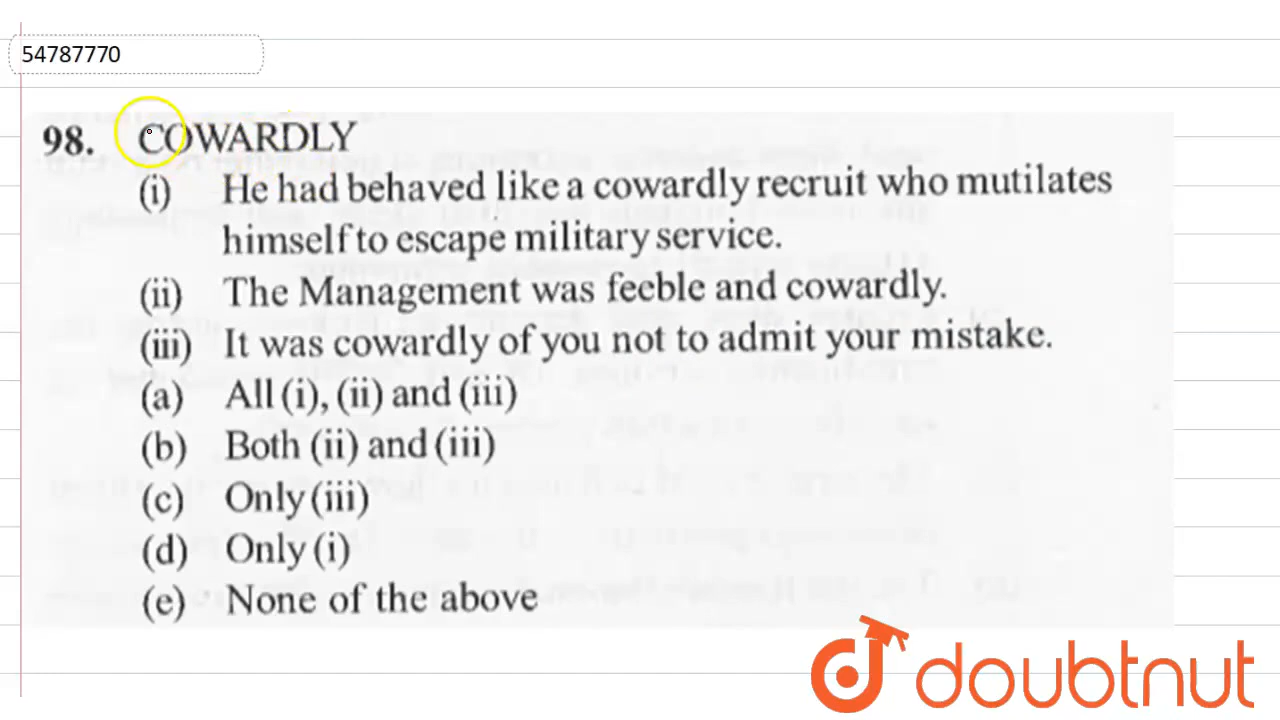 54787770
98. COWARDLY
(i) He had behaved like a cowardly recruit who mutilates
himself to escape military service.
(ii) The Management was feeble and cowardly.
(iii) It was cowardly of you not to admit your mistake.
(a) All (i), (ii) and (iii)
(b) Both (ii) and (iii)
(c) Only (iii)
(d) Only (i)
(e) None of the above
doubtnut